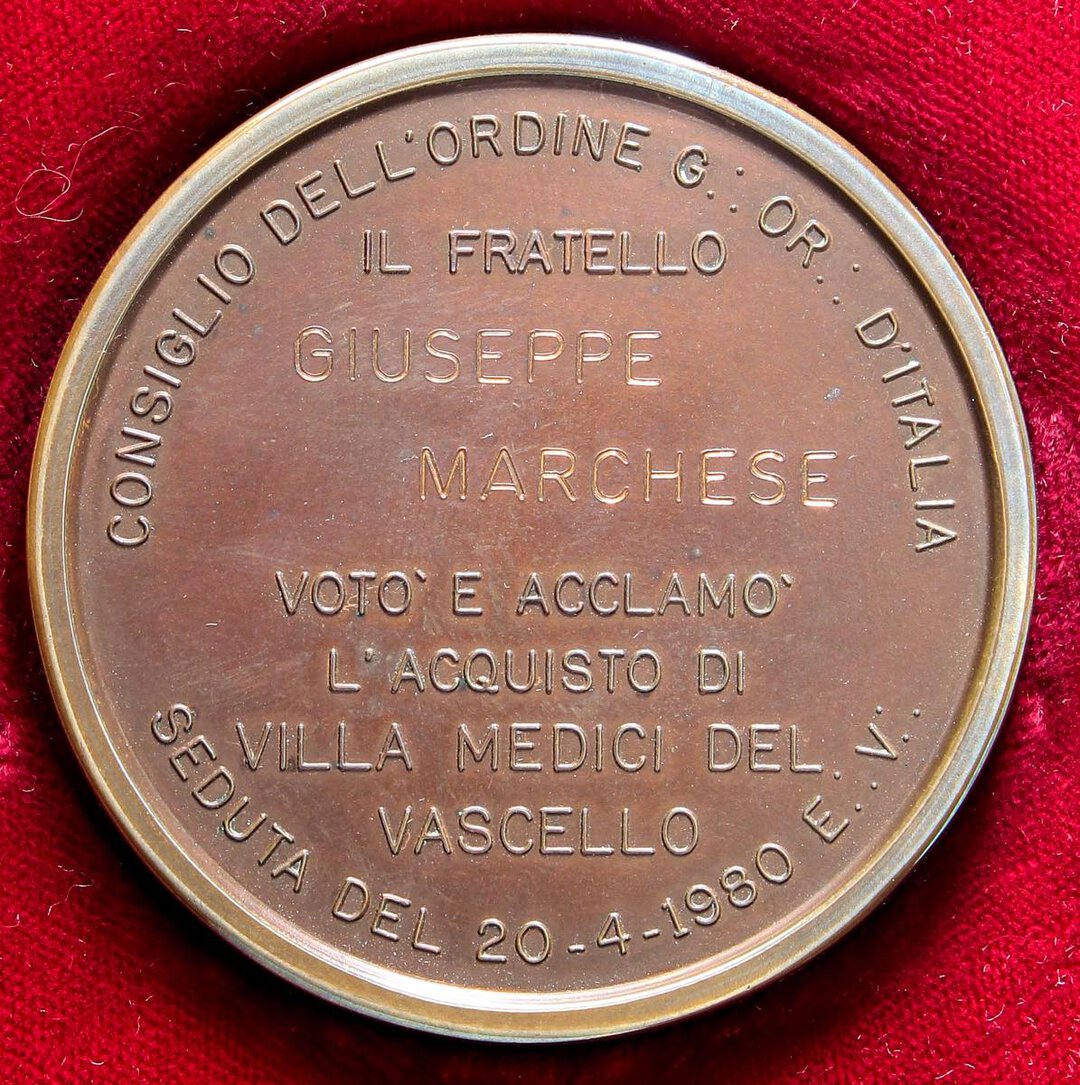 CONSIGLIO DELL'ORDINE G∴ OR∴ D'ITALIA
IL FRATELLO
GIUSEPPE
MARCHESE
VOTO' E ACCLAMO'
L'ACQUISTO DI
VILLA MEDICI DEL
VASCELLO
SEDUTA DEL 20-4-1980 E∴V∴